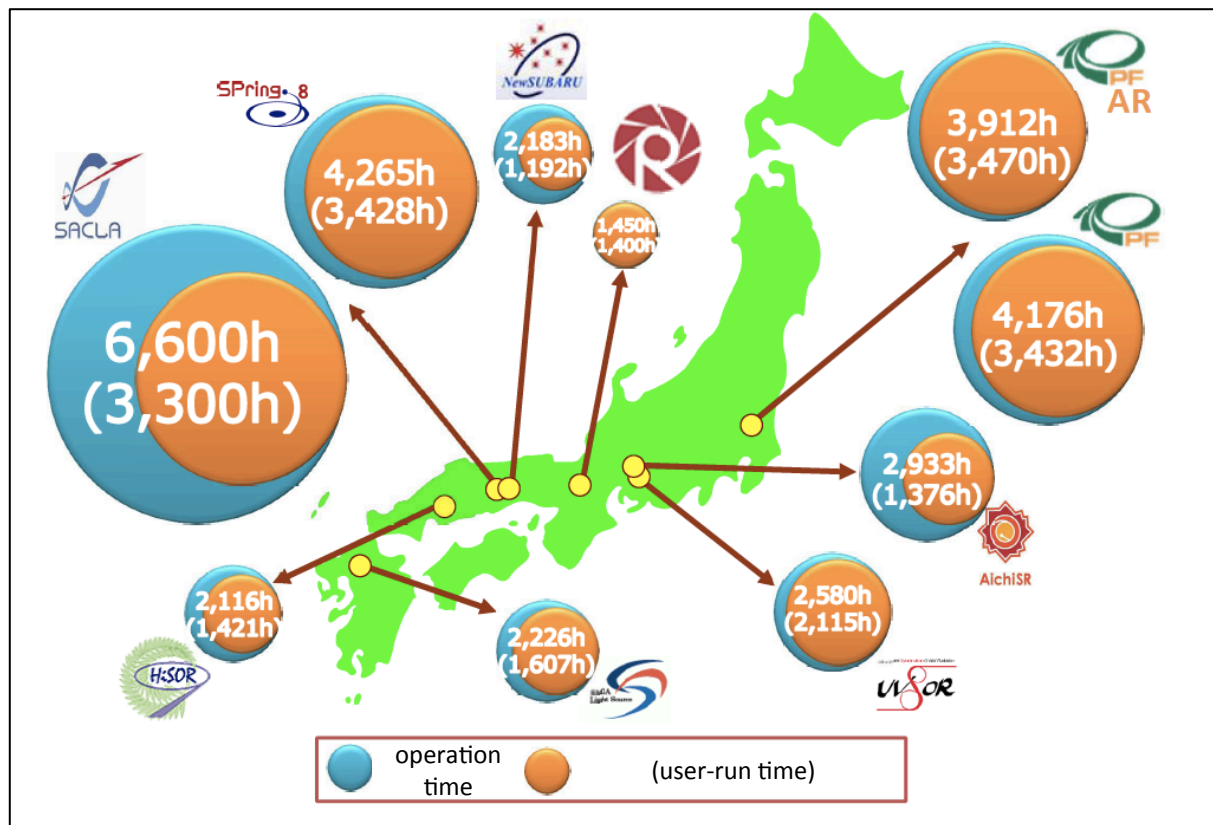 SPring-8
NewSUBARU
R
PF
AR
SACLA
4,265h
(3,428h)
2,183h
(1,192h)
1,450h
(1,400h)
3,912h
(3,470h)
PF
6,600h
(3,300h)
4,176h
(3,432h)
2,933h
(1,376h)
AichiSR
2,116h
(1,421h)
HiSOR
2,226h
(1,607h)
SAGA
Light Source
2,580h
(2,115h)
UVSOR
operation
time
(user-run time)